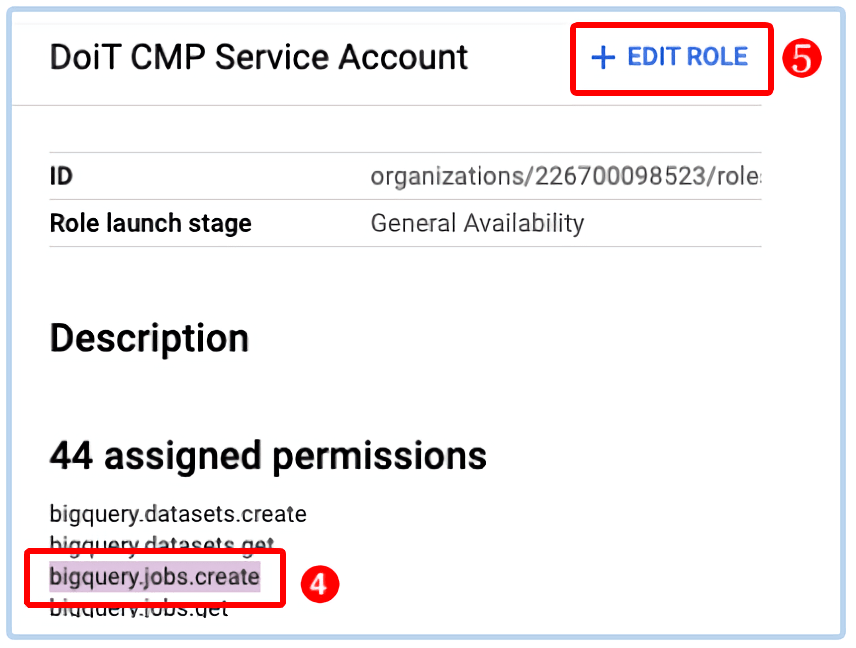 DoiT CMP Service Account
+ EDIT ROLE
5
ID
organizations/226700098523/role
Role launch stage
General Availability
Description
44 assigned permissions
bigquery.datasets.create
bigquery.datasets.get
bigquery.jobs.create
4
bigquery.jobs.get